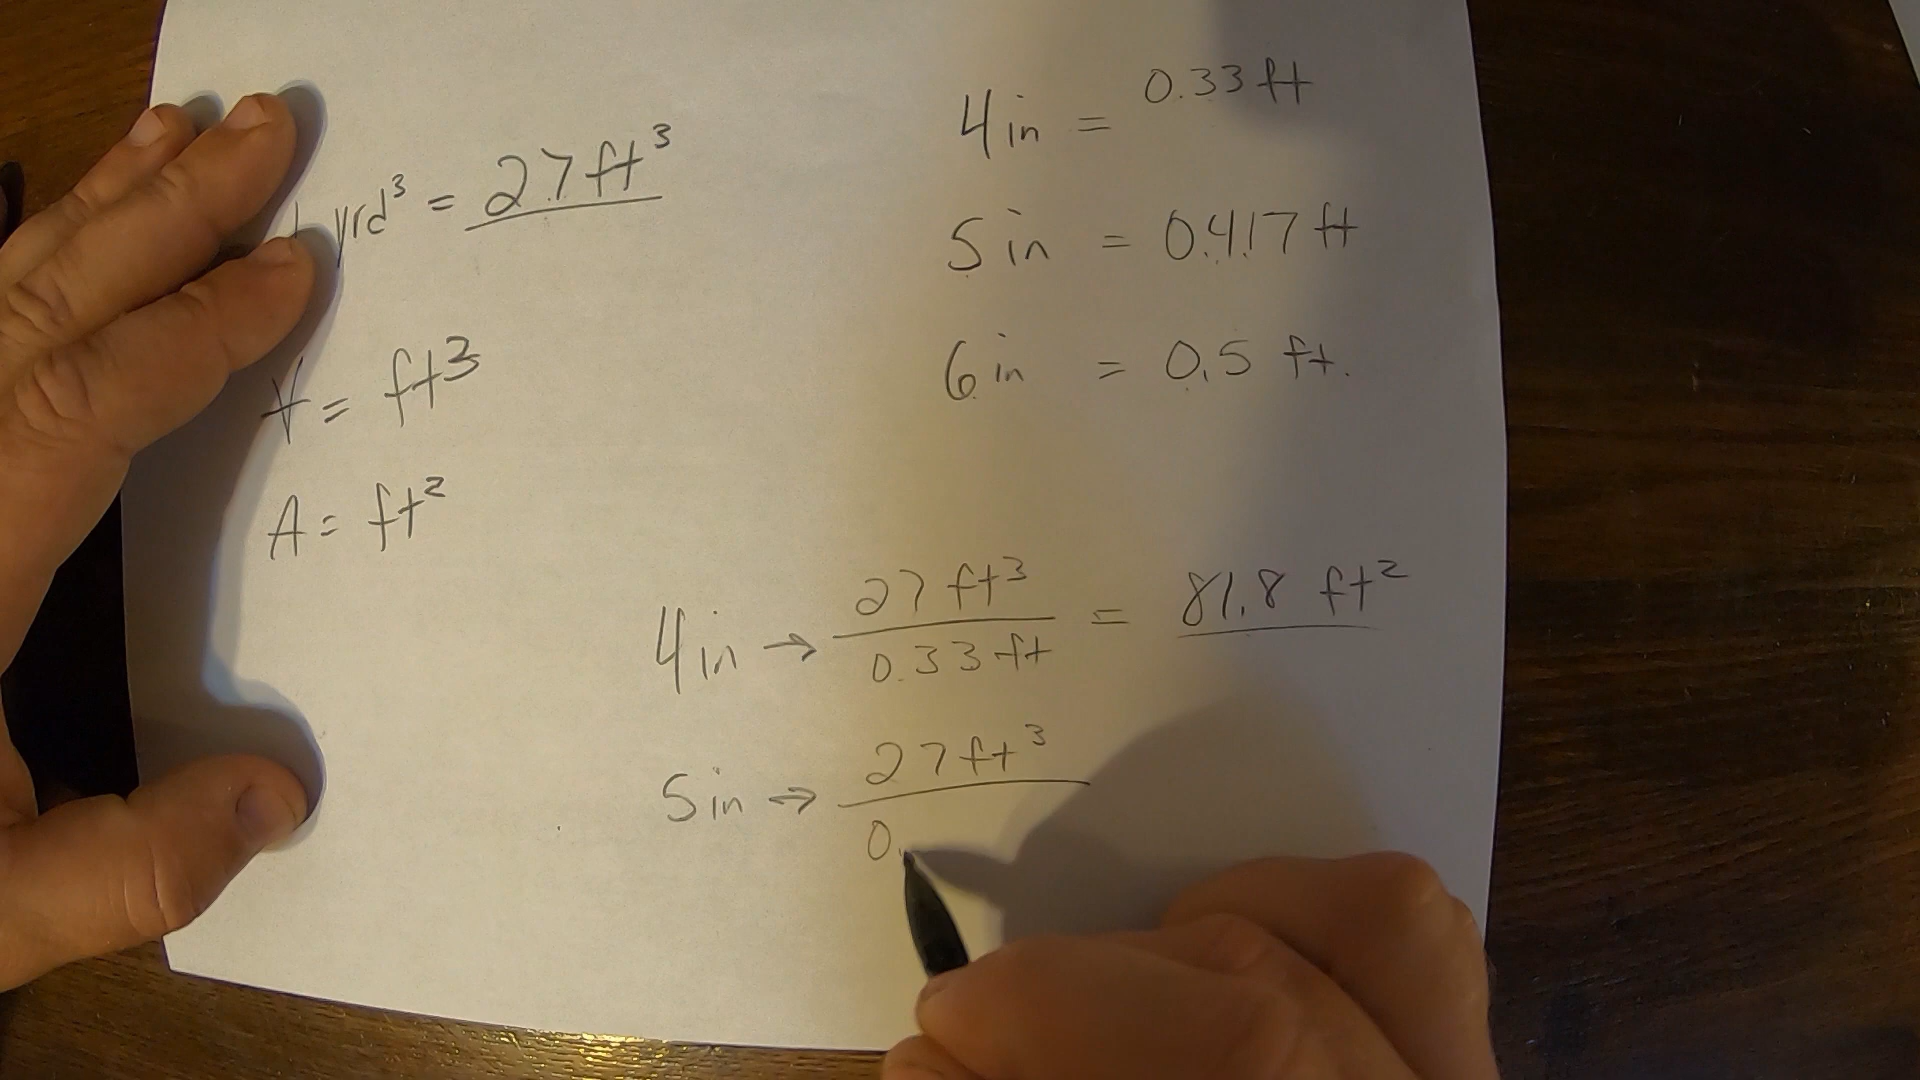 yrd³ = 27 ft³
V = ft³
A = ft²
4 in = 0.33 ft
5 in = 0.417 ft
6 in = 0.5 ft.
4 in → 27 ft³ / 0.33 ft = 81.8 ft²
5 in → 27 ft³ / 0.